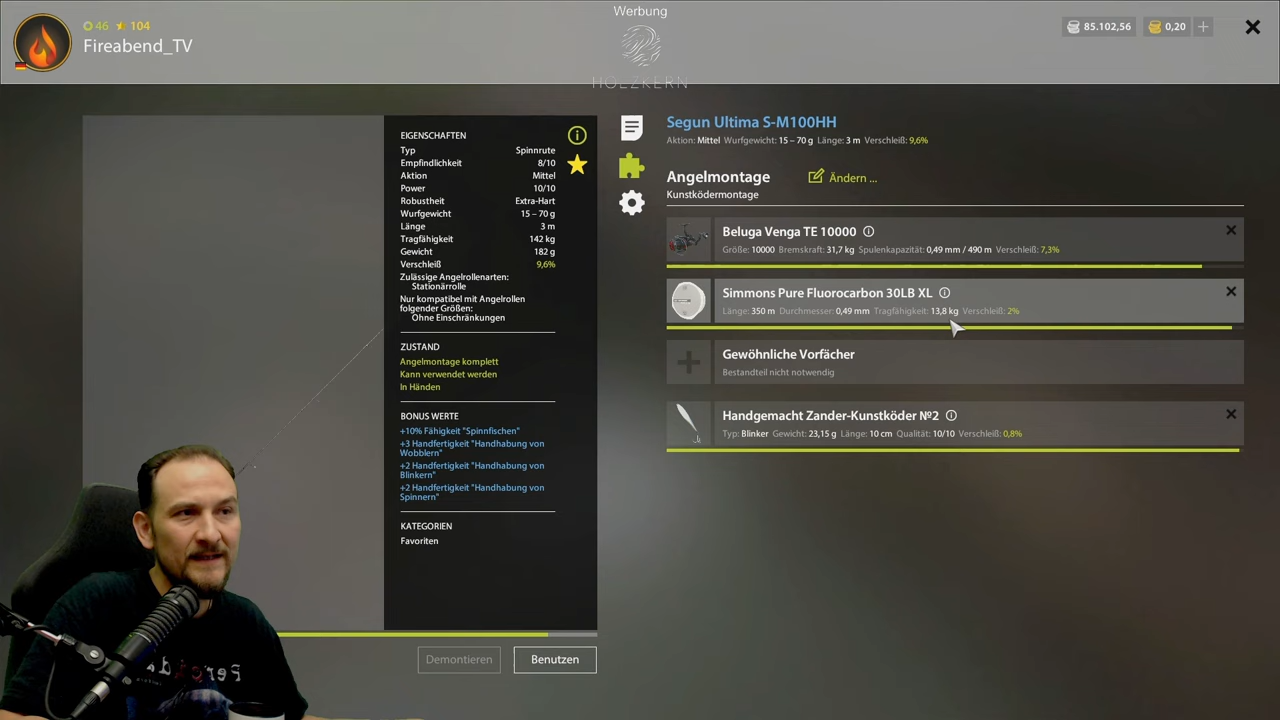 Werbung
46 104
Fireabend_TV
HOLZKERN
85.102,56
0,20
EIGENSCHAFTEN
Typ Spinnrute
Empfindlichkeit 8/10
Aktion Mittel
Power 10/10
Robustheit Extra-Hart
Wurfgewicht 15 – 70 g
Länge 3 m
Tragfähigkeit 142 kg
Gewicht 182 g
Verschleiß 9,6%
Zulässige Angelrollenarten:
Stationärrolle
Nur kompatibel mit Angelrollen
folgender Größen:
Ohne Einschränkungen
ZUSTAND
Angelmontage komplett
Kann verwendet werden
In Händen
BONUS WERTE
+10% Fähigkeit "Spinnfischen"
+3 Handfertigkeit "Handhabung von
Wobblern"
+2 Handfertigkeit "Handhabung von
Blinkern"
+2 Handfertigkeit "Handhabung von
Spinnern"
KATEGORIEN
Favoriten
Demontieren
Benutzen
Segun Ultima S-M100HH
Aktion: Mittel Wurfgewicht: 15 – 70 g Länge: 3 m Verschleiß: 9,6%
Angelmontage
Ändern ...
Kunstködermontage
Beluga Venga TE 10000
Größe: 10000 Bremskraft: 31,7 kg Spulenkapazität: 0,49 mm / 490 m Verschleiß: 7,3%
Simmons Pure Fluorocarbon 30LB XL
Länge: 350 m Durchmesser: 0,49 mm Tragfähigkeit: 13,8 kg Verschleiß: 2%
Gewöhnliche Vorfächer
Bestandteil nicht notwendig
Handgemacht Zander-Kunstköder №2
Typ: Blinker Gewicht: 23,15 g Länge: 10 cm Qualität: 10/10 Verschleiß: 0,8%